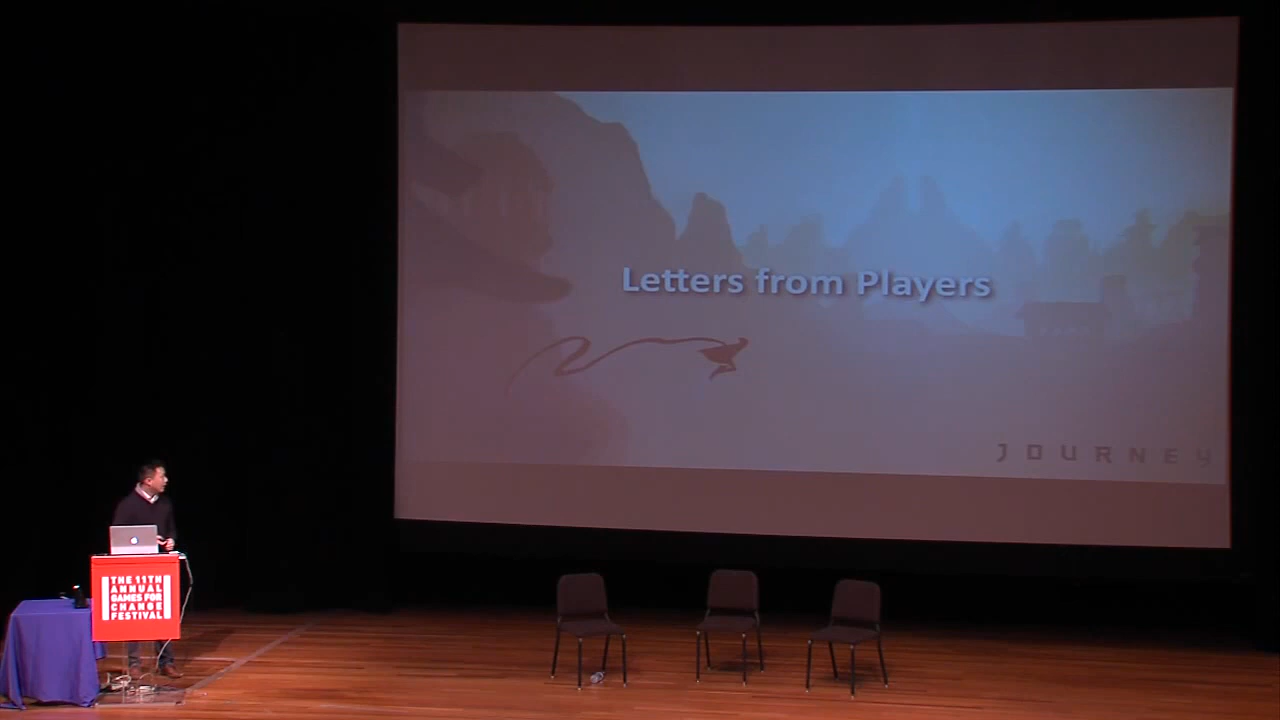 Letters from Players
JOURNEY
THE 11TH
ANNUAL
GAMES FOR
CHANGE
FESTIVAL